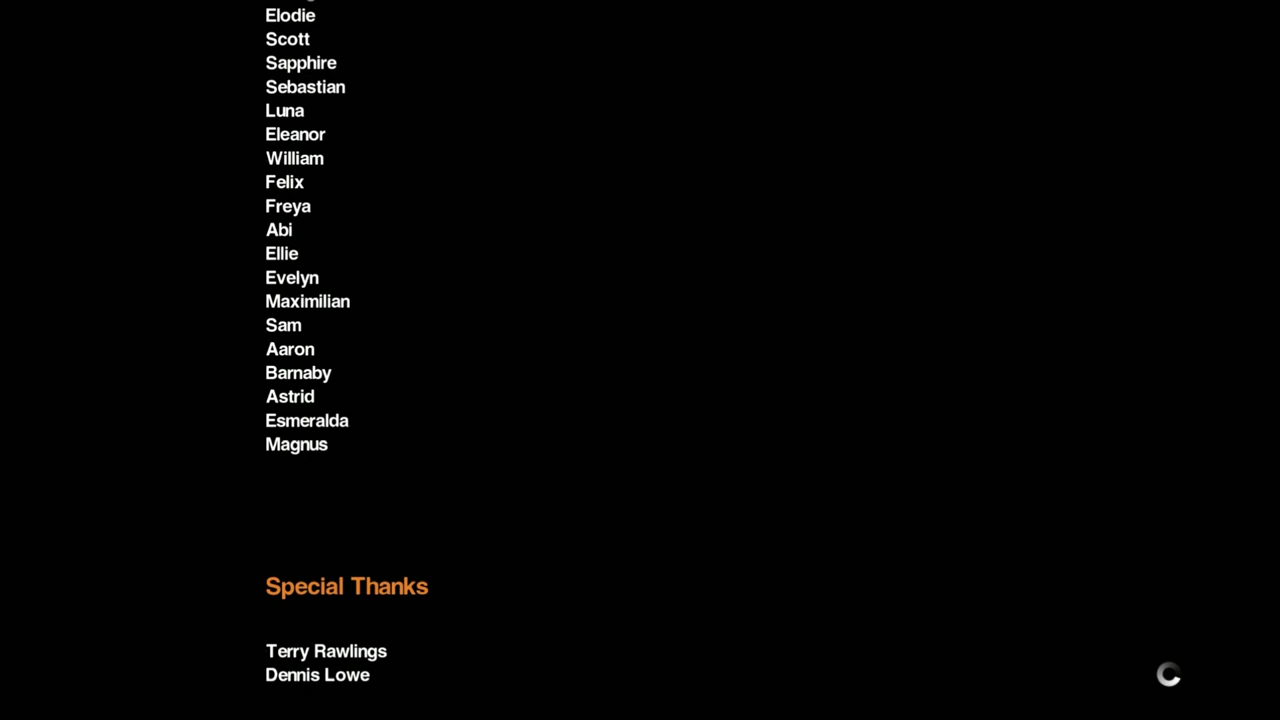 Elodie
Scott
Sapphire
Sebastian
Luna
Eleanor
William
Felix
Freya
Abi
Ellie
Evelyn
Maximilian
Sam
Aaron
Barnaby
Astrid
Esmeralda
Magnus
Special Thanks
Terry Rawlings
Dennis Lowe